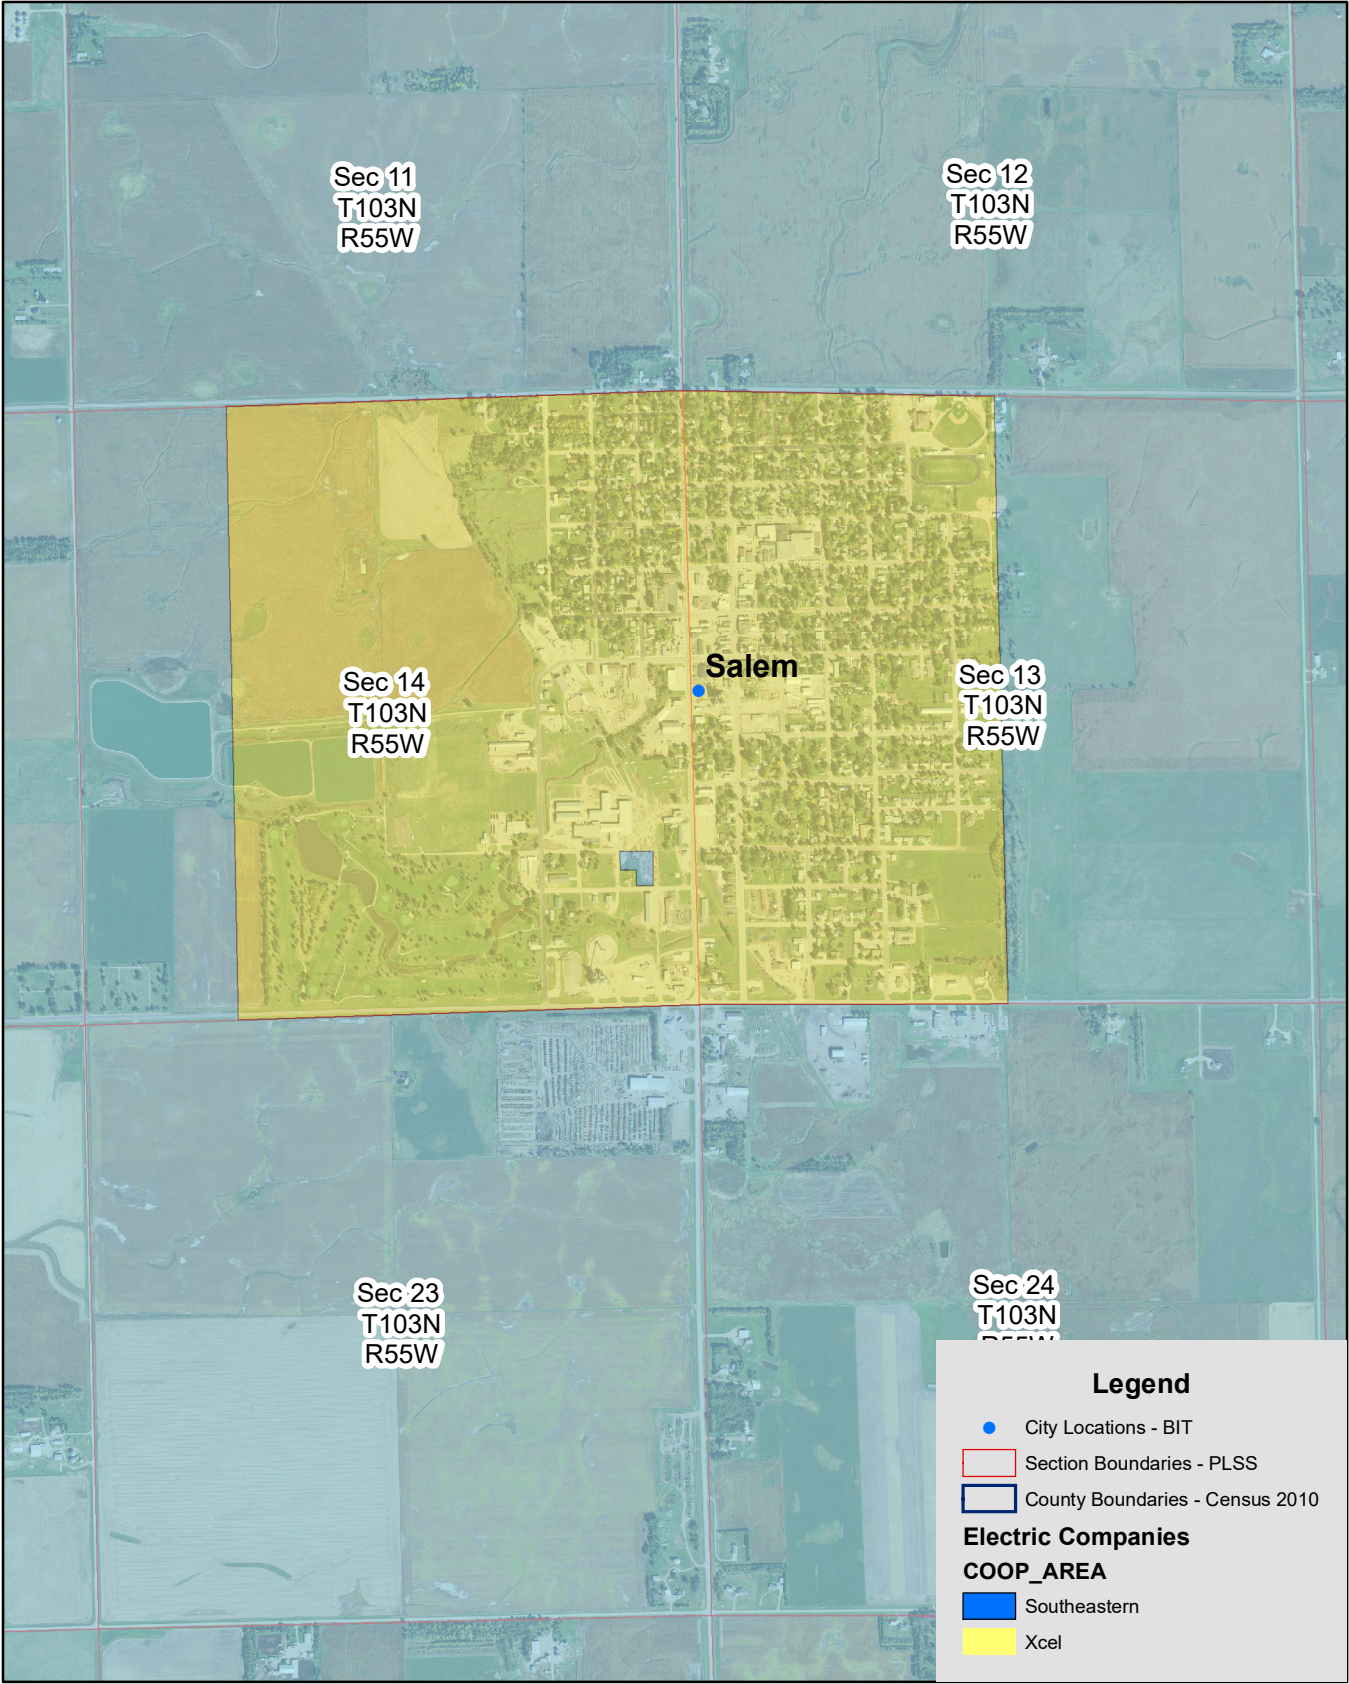 Sec 11
T103N
R55W
Sec 12
T103N
R55W
Salem
Sec 14
T103N
R55W
Sec 13
T103N
R55W
Sec 23
T103N
R55W
Sec 24
T103N
R55W
Legend
City Locations - BIT
Section Boundaries - PLSS
County Boundaries - Census 2010
Electric Companies
COOP_AREA
Southeastern
Xcel